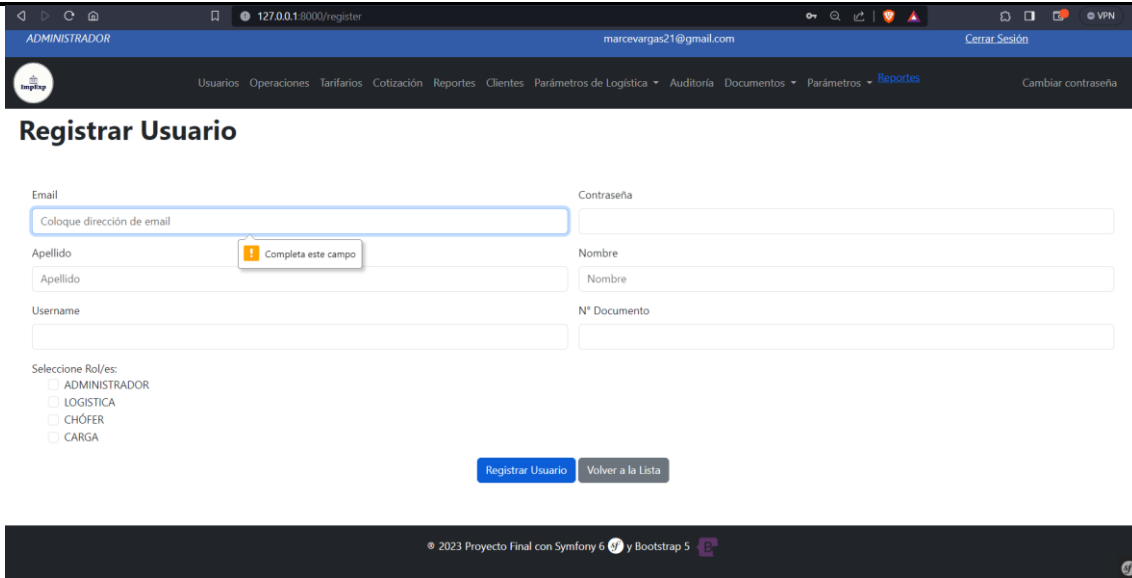 127.0.0.1:8000/register
VPN
ADMINISTRADOR marcevargas21@gmail.com Cerrar Sesión
ImpExp
Usuarios Operaciones Tarifarios Cotización Reportes Clientes Parámetros de Logística Auditoría Documentos Parámetros Reportes Cambiar contraseña
Registrar Usuario
Email Contraseña
Coloque dirección de email
Completa este campo
Apellido Nombre
Apellido Nombre
Username N° Documento
Seleccione Rol/es:
ADMINISTRADOR
LOGISTICA
CHÓFER
CARGA
Registrar Usuario Volver a la Lista
® 2023 Proyecto Final con Symfony 6 sf y Bootstrap 5 B